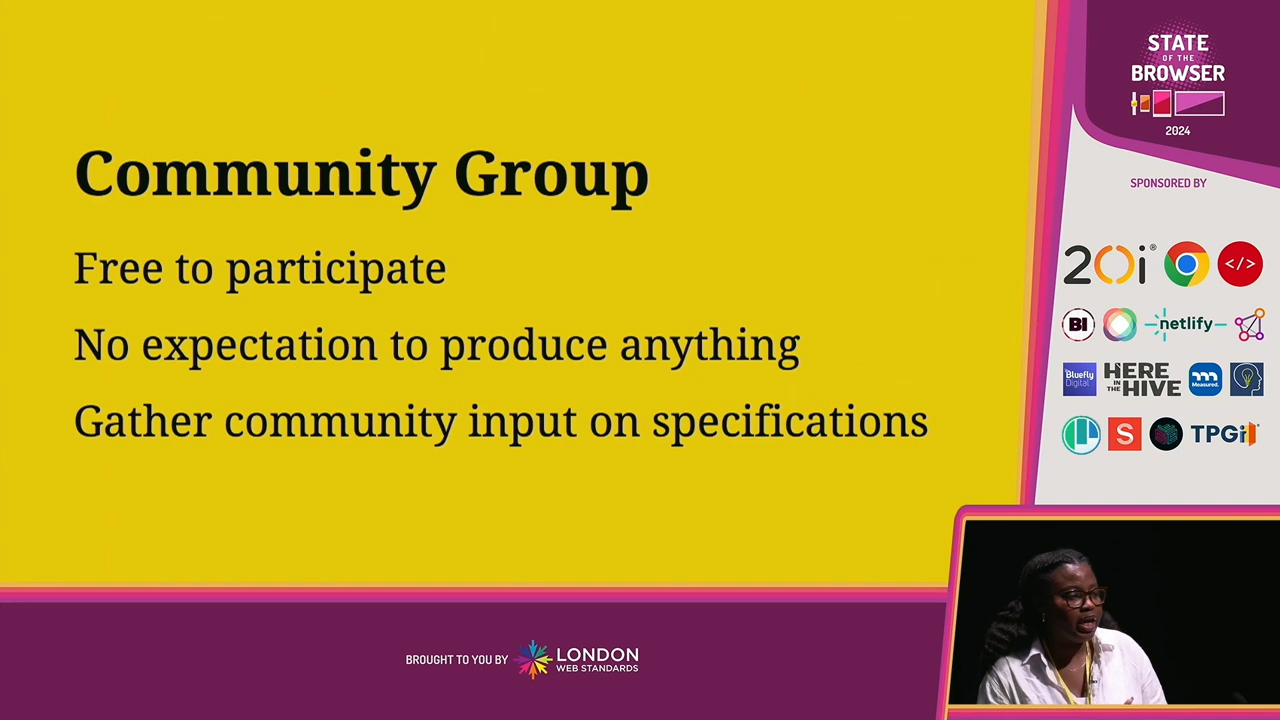 Community Group
Free to participate
No expectation to produce anything
Gather community input on specifications
STATE
OF THE
BROWSER
2024
SPONSORED BY
20i®
</>
BI
netlify
Bluefly
Digital
HERE
IN THE
HIVE
Measured.
S
TPGi
BROUGHT TO YOU BY
LONDON
WEB STANDARDS